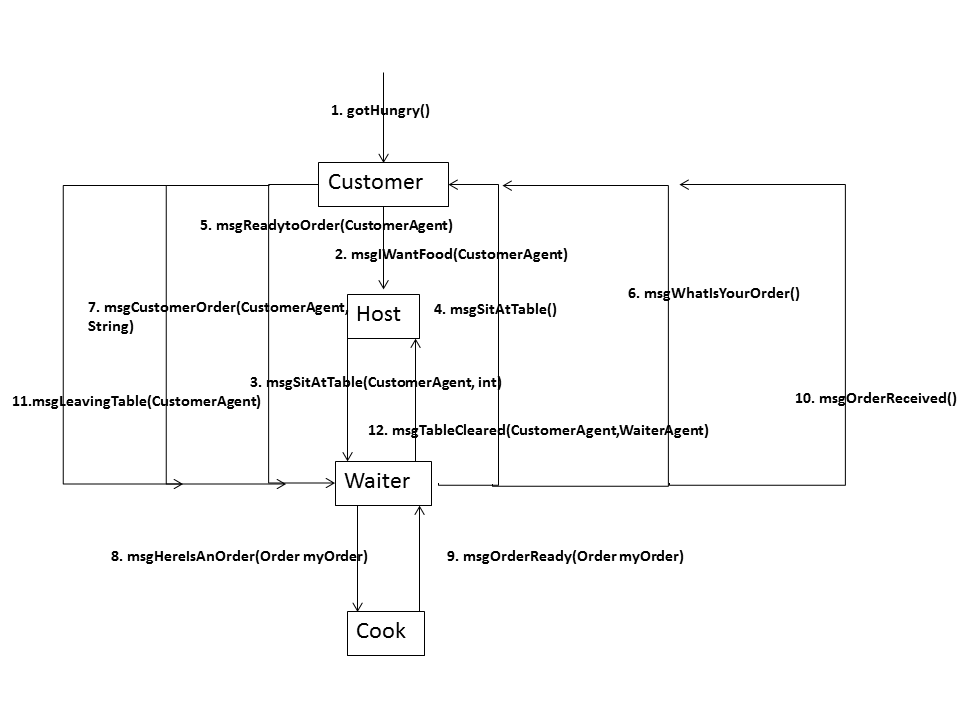 1. gotHungry()
Customer
5. msgReadytoOrder(CustomerAgent)
2. msgIWantFood(CustomerAgent)
6. msgWhatIsYourOrder()
7. msgCustomerOrder(CustomerAgent,
String)
Host
4. msgSitAtTable()
3. msgSitAtTable(CustomerAgent, int)
11.msgLeavingTable(CustomerAgent)
10. msgOrderReceived()
12. msgTableCleared(CustomerAgent,WaiterAgent)
Waiter
8. msgHereIsAnOrder(Order myOrder)
9. msgOrderReady(Order myOrder)
Cook